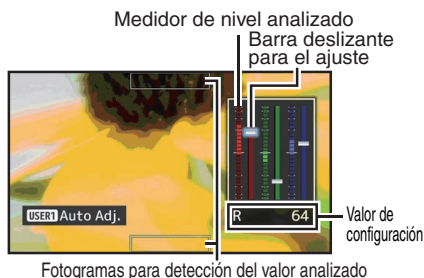 Medidor de nivel analizado
Barra deslizante
para el ajuste
USER1 Auto Adj.
R 64
Valor de
configuración
Fotogramas para detección del valor analizado